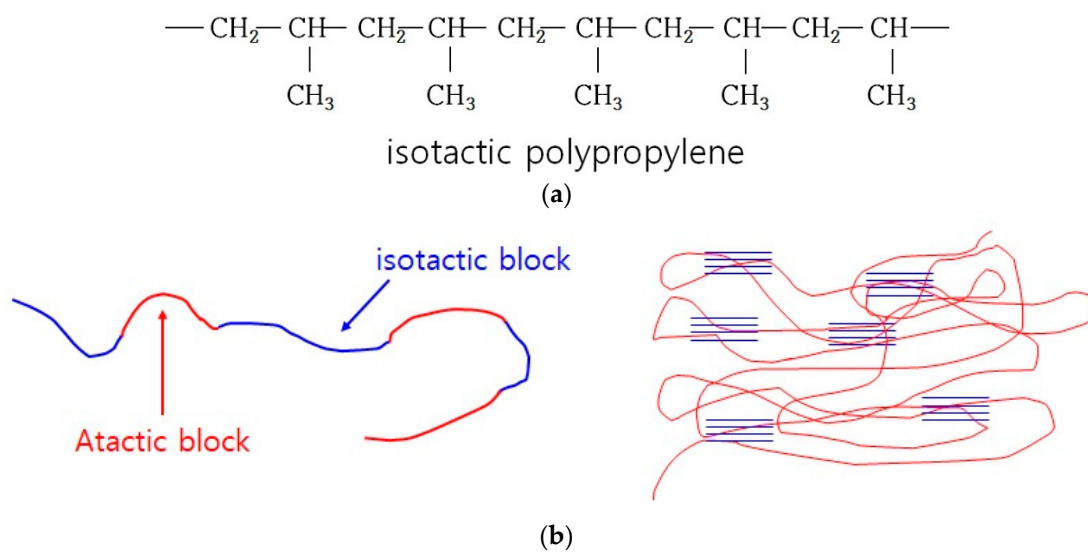 — CH₂ — CH — CH₂ — CH — CH₂ — CH — CH₂ — CH — CH₂ — CH —
CH₃ CH₃ CH₃ CH₃ CH₃
isotactic polypropylene
(a)
isotactic block
Atactic block
(b)